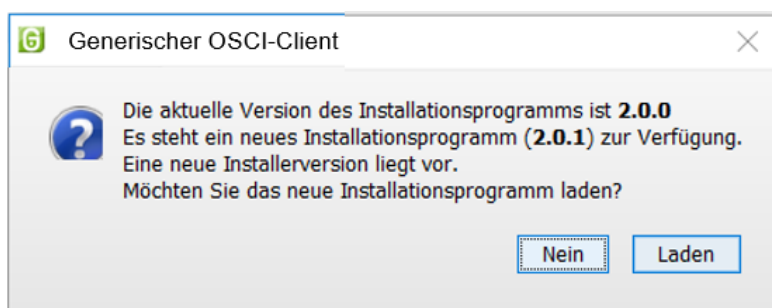 Generischer OSCI-Client
Die aktuelle Version des Installationsprogramms ist 2.0.0
Es steht ein neues Installationsprogramm (2.0.1) zur Verfügung.
Eine neue Installerversion liegt vor.
Möchten Sie das neue Installationsprogramm laden?
Nein Laden